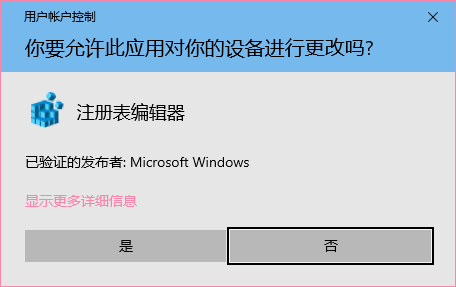 用户帐户控制
你要允许此应用对你的设备进行更改吗?
注册表编辑器
已验证的发布者: Microsoft Windows
显示更多详细信息
是
否